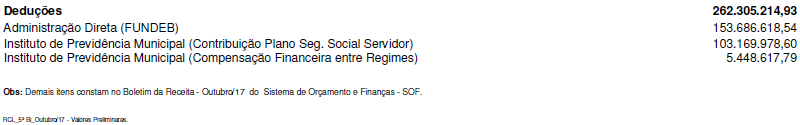 Deduções 262.305.214,93
Administração Direta (FUNDEB) 153.686.618,54
Instituto de Previdência Municipal (Contribuição Plano Seg. Social Servidor) 103.169.978,60
Instituto de Previdência Municipal (Compensação Financeira entre Regimes) 5.448.617,79
Obs: Demais itens constam no Boletim da Receita - Outubro/17 do Sistema de Orçamento e Finanças - SOF.
RCL_5º Bi_Outubro/17 - Valores Preliminares.